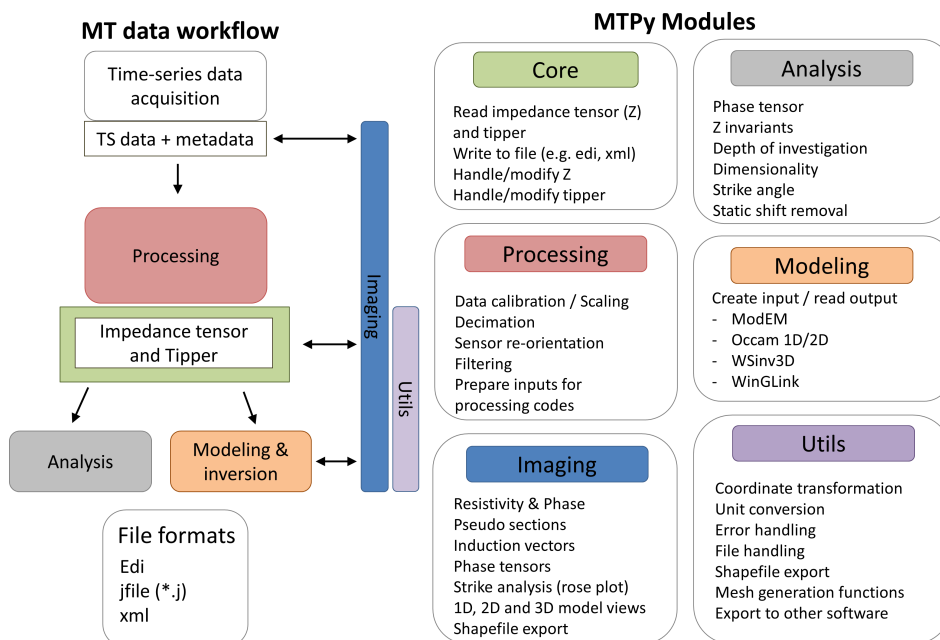 MT data workflow
Time-series data
acquisition
TS data + metadata
Processing
Impedance tensor
and Tipper
Analysis
Modeling &
inversion
Imaging
Utils
File formats
Edi
jfile (*.j)
xml
MTPy Modules
Core
Read impedance tensor (Z)
and tipper
Write to file (e.g. edi, xml)
Handle/modify Z
Handle/modify tipper
Analysis
Phase tensor
Z invariants
Depth of investigation
Dimensionality
Strike angle
Static shift removal
Processing
Data calibration / Scaling
Decimation
Sensor re-orientation
Filtering
Prepare inputs for
processing codes
Modeling
Create input / read output
- ModEM
- Occam 1D/2D
- WSinv3D
- WinGLink
Imaging
Resistivity & Phase
Pseudo sections
Induction vectors
Phase tensors
Strike analysis (rose plot)
1D, 2D and 3D model views
Shapefile export
Utils
Coordinate transformation
Unit conversion
Error handling
File handling
Shapefile export
Mesh generation functions
Export to other software